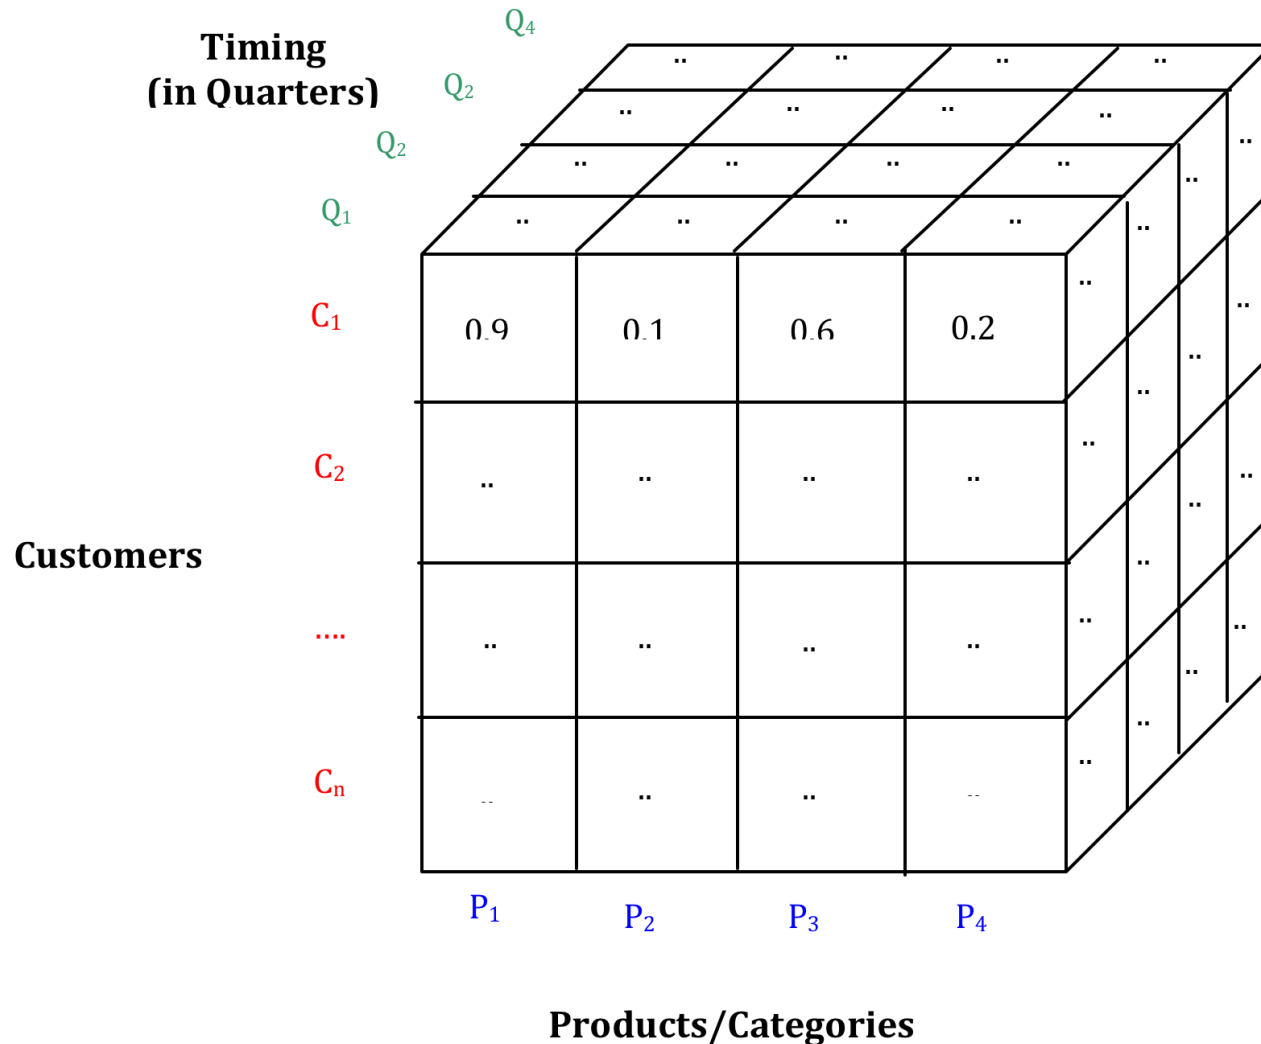 Q4
Timing
(in Quarters)
Q2
Q2
Q1
.. .. .. ..
.. .. .. ..
.. .. .. ..
.. .. .. ..
C1 0.9 0.1 0.6 0.2
C2 .. .. .. ..
Customers
.... .. .. .. ..
Cn .. .. .. ..
P1 P2 P3 P4
Products/Categories